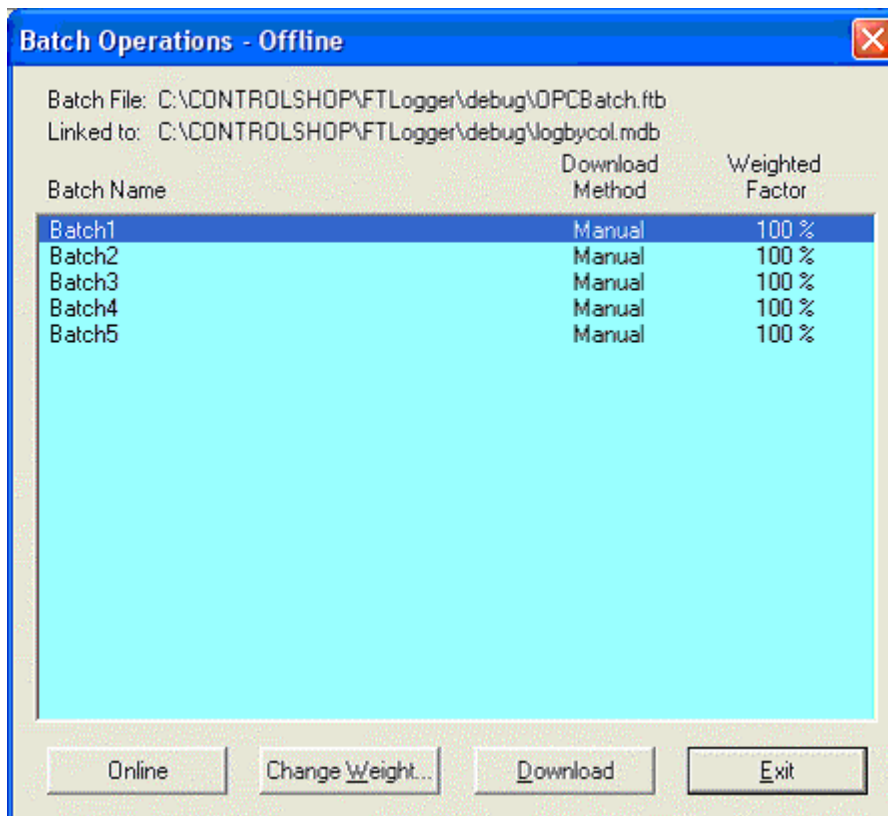 Batch Operations - Offline
Batch File: C:\CONTROLSHOP\FTLogger\debug\OPCBatch.ftb
Linked to: C:\CONTROLSHOP\FTLogger\debug\logbycol.mdb
Download Weighted
Batch Name Method Factor
Batch1 Manual 100 %
Batch2 Manual 100 %
Batch3 Manual 100 %
Batch4 Manual 100 %
Batch5 Manual 100 %
Online Change Weight... Download Exit